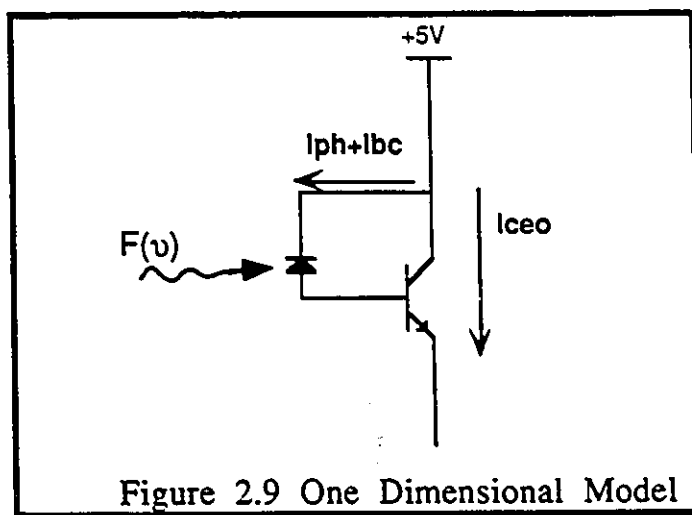 +5V
Iph+Ibc
Iceo
F(υ)
Figure 2.9 One Dimensional Model